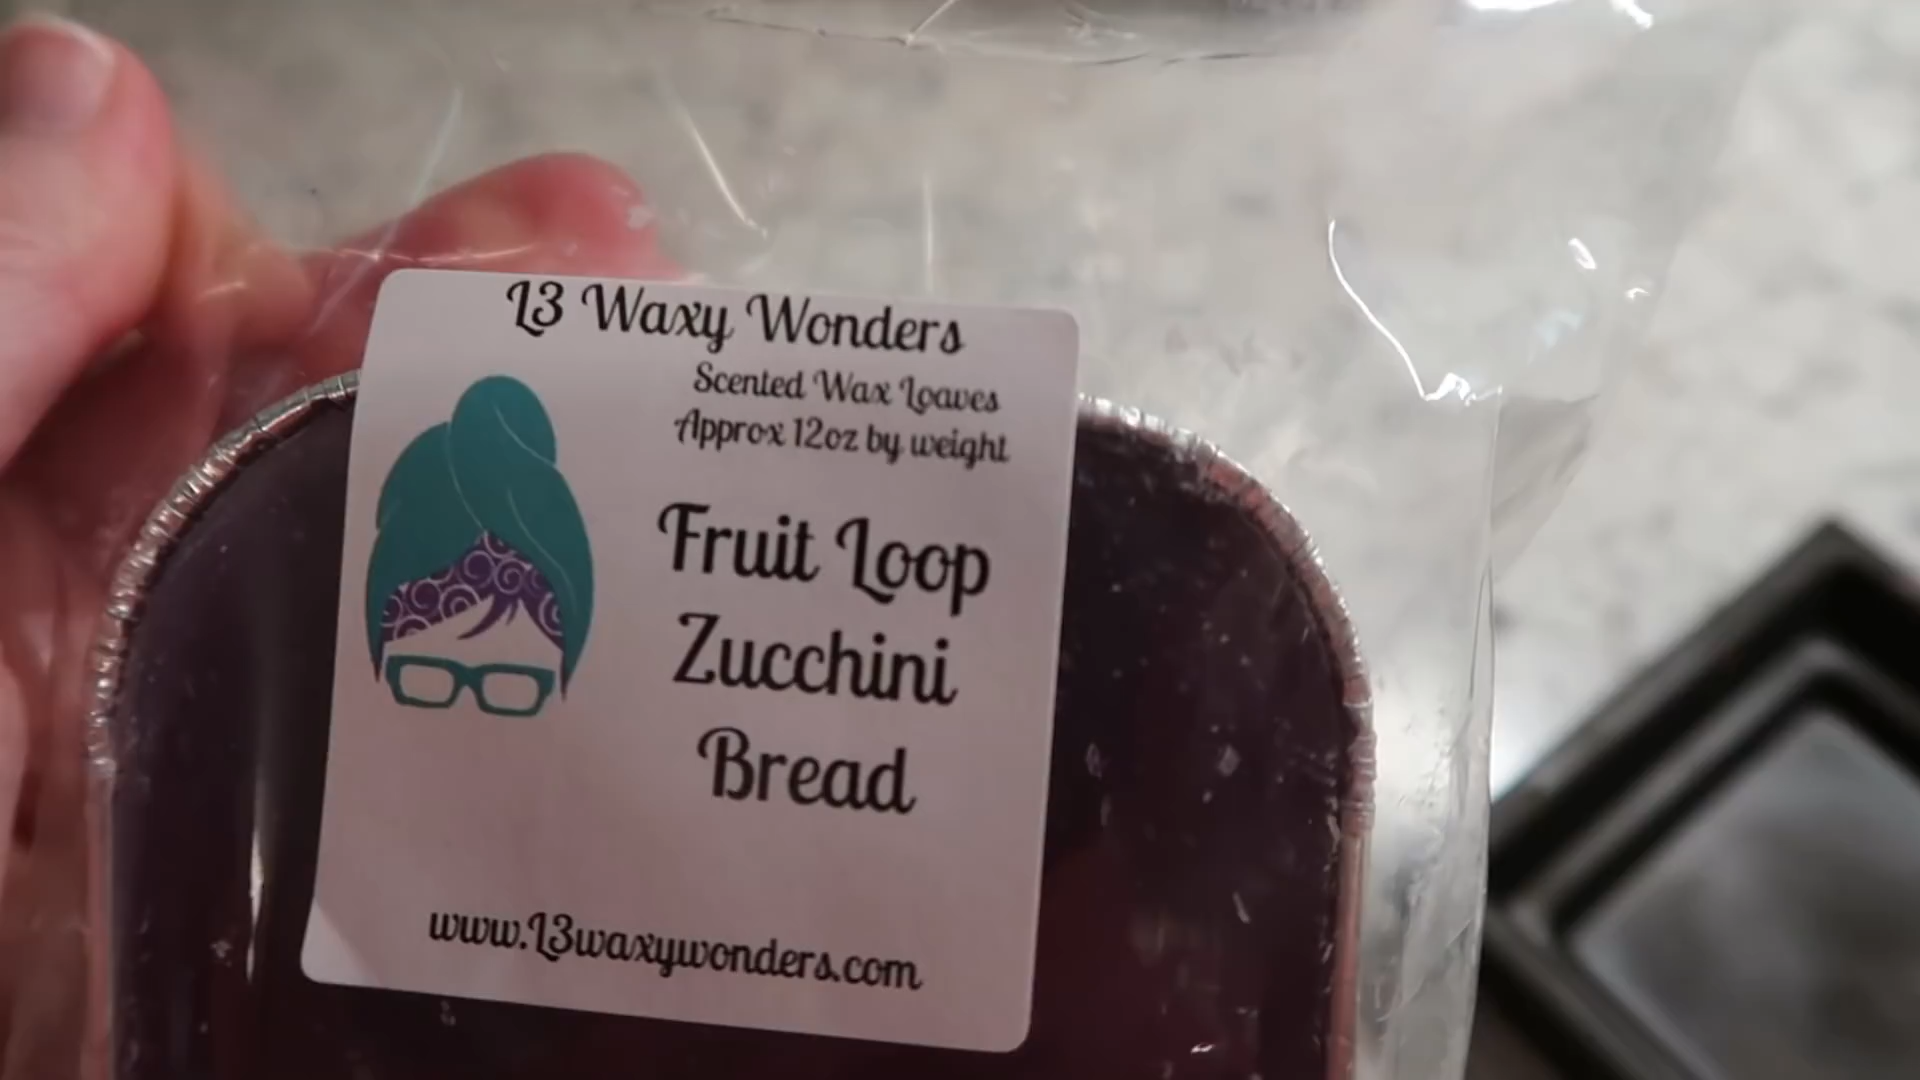 L3 Waxy Wonders
Scented Wax Loaves
Approx 12oz by weight
Fruit Loop
Zucchini
Bread
www.L3waxywonders.com